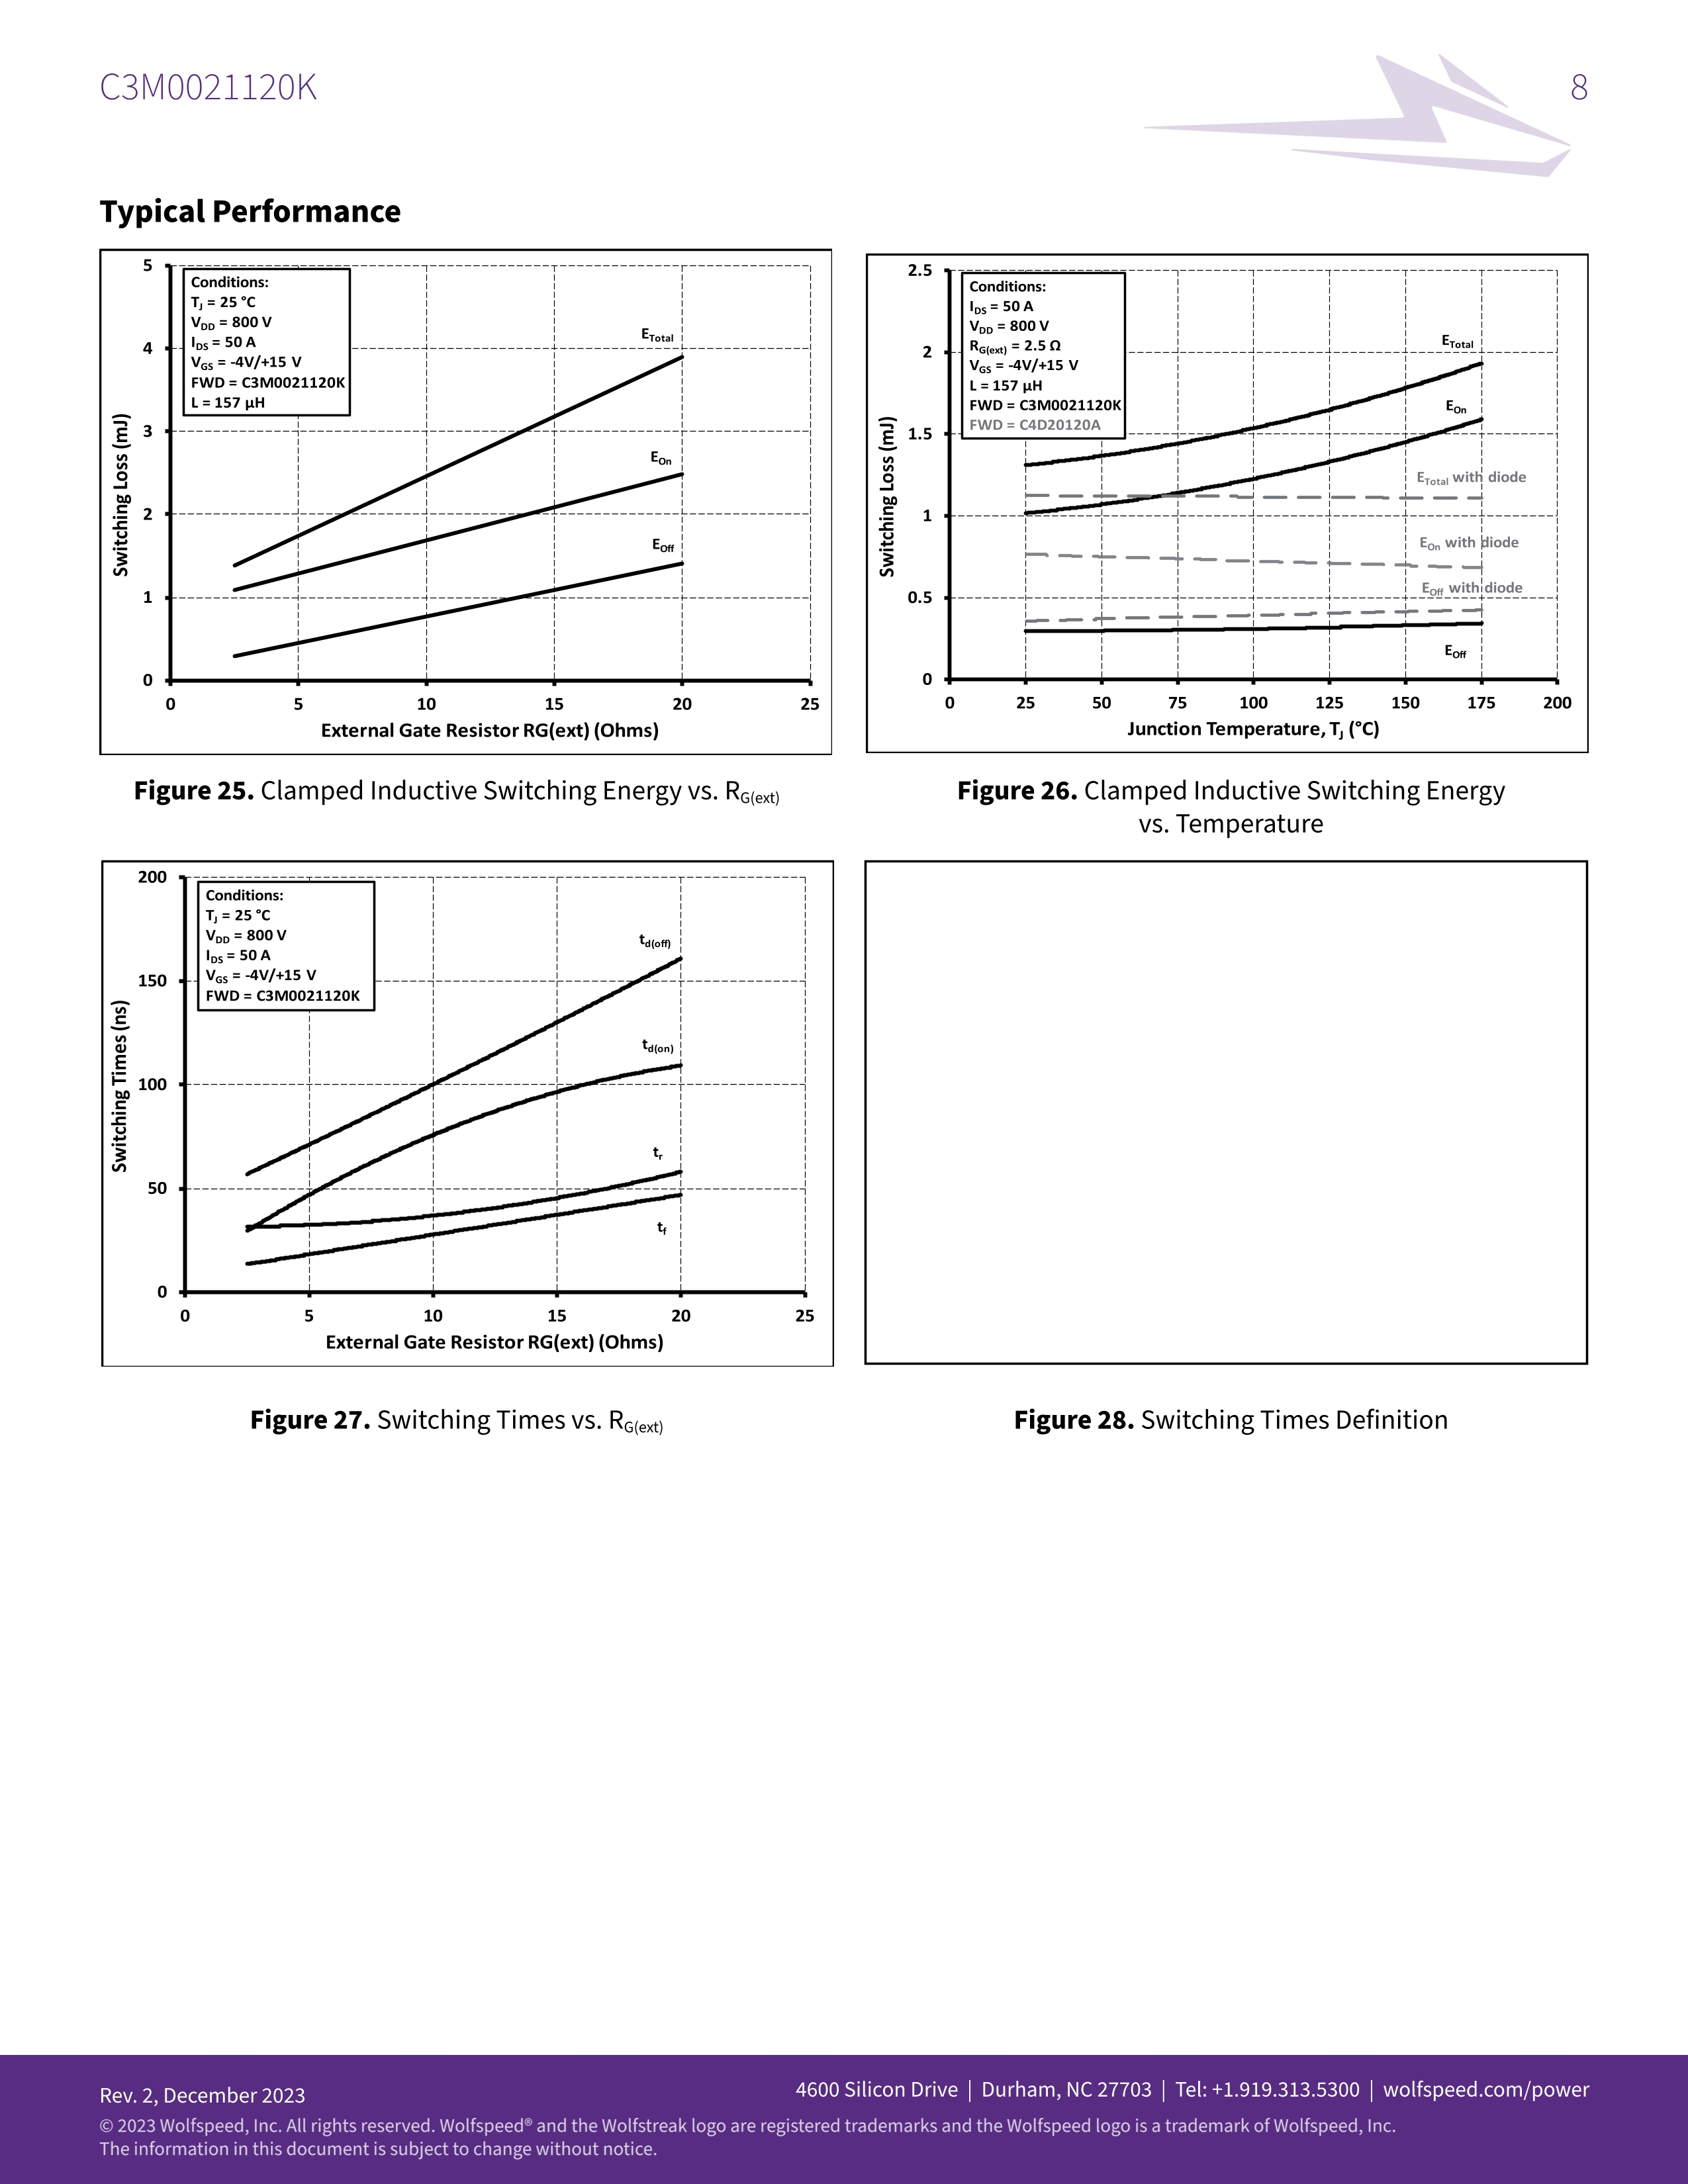 C3M0021120K
8
Typical Performance
5
4
3
2
1
0
Switching Loss (mJ)
Conditions:
TJ = 25 °C
VDD = 800 V
IDS = 50 A
VGS = -4V/+15 V
FWD = C3M0021120K
L = 157 μH
ETotal
EOn
EOff
0 5 10 15 20 25
External Gate Resistor RG(ext) (Ohms)
Figure 25. Clamped Inductive Switching Energy vs. RG(ext)
2.5
2
1.5
1
0.5
0
Switching Loss (mJ)
Conditions:
IDS = 50 A
VDD = 800 V
RG(ext) = 2.5 Ω
VGS = -4V/+15 V
L = 157 μH
FWD = C3M0021120K
FWD = C4D20120A
ETotal
EOn
ETotal with diode
EOn with diode
EOff with diode
EOff
0 25 50 75 100 125 150 175 200
Junction Temperature, TJ (°C)
Figure 26. Clamped Inductive Switching Energy
vs. Temperature
200
150
100
50
0
Switching Times (ns)
Conditions:
TJ = 25 °C
VDD = 800 V
IDS = 50 A
VGS = -4V/+15 V
FWD = C3M0021120K
td(off)
td(on)
tr
tf
0 5 10 15 20 25
External Gate Resistor RG(ext) (Ohms)
Figure 27. Switching Times vs. RG(ext)
Figure 28. Switching Times Definition
Rev. 2, December 2023
4600 Silicon Drive | Durham, NC 27703 | Tel: +1.919.313.5300 | wolfspeed.com/power
© 2023 Wolfspeed, Inc. All rights reserved. Wolfspeed® and the Wolfstreak logo are registered trademarks and the Wolfspeed logo is a trademark of Wolfspeed, Inc.
The information in this document is subject to change without notice.